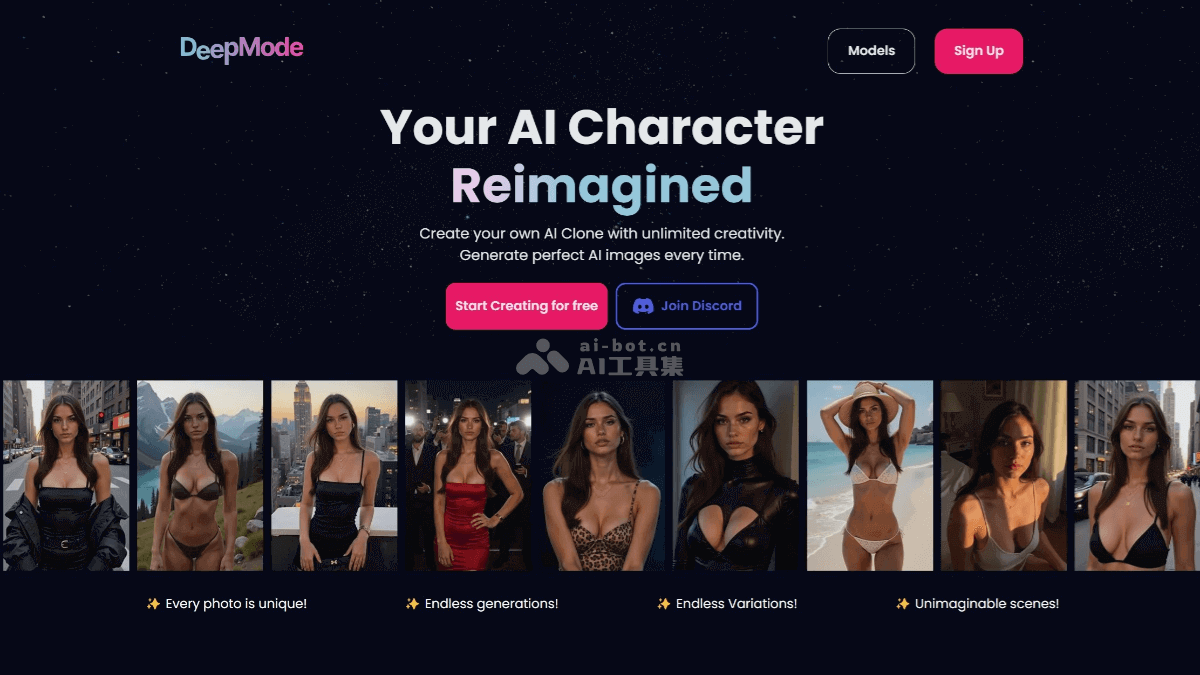 DeepMode
Models
Sign Up
Your AI Character
Reimagined
Create your own AI Clone with unlimited creativity.
Generate perfect AI images every time.
Start Creating for free
Join Discord
ai-bot.cn
AI工具集
✨ Every photo is unique!
✨ Endless generations!
✨ Endless Variations!
✨ Unimaginable scenes!